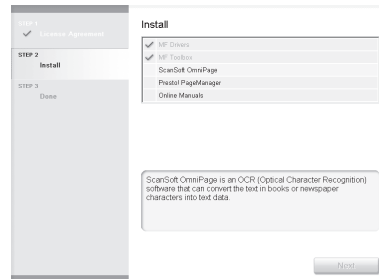 STEP 1
License Agreement
STEP 2
Install
STEP 3
Done
Install
MF Drivers
MF Toolbox
ScanSoft OmniPage
Presto! PageManager
Online Manuals
ScanSoft OmniPage is an OCR (Optical Character Recognition)
software that can convert the text in books or newspaper
characters into text data.
Next